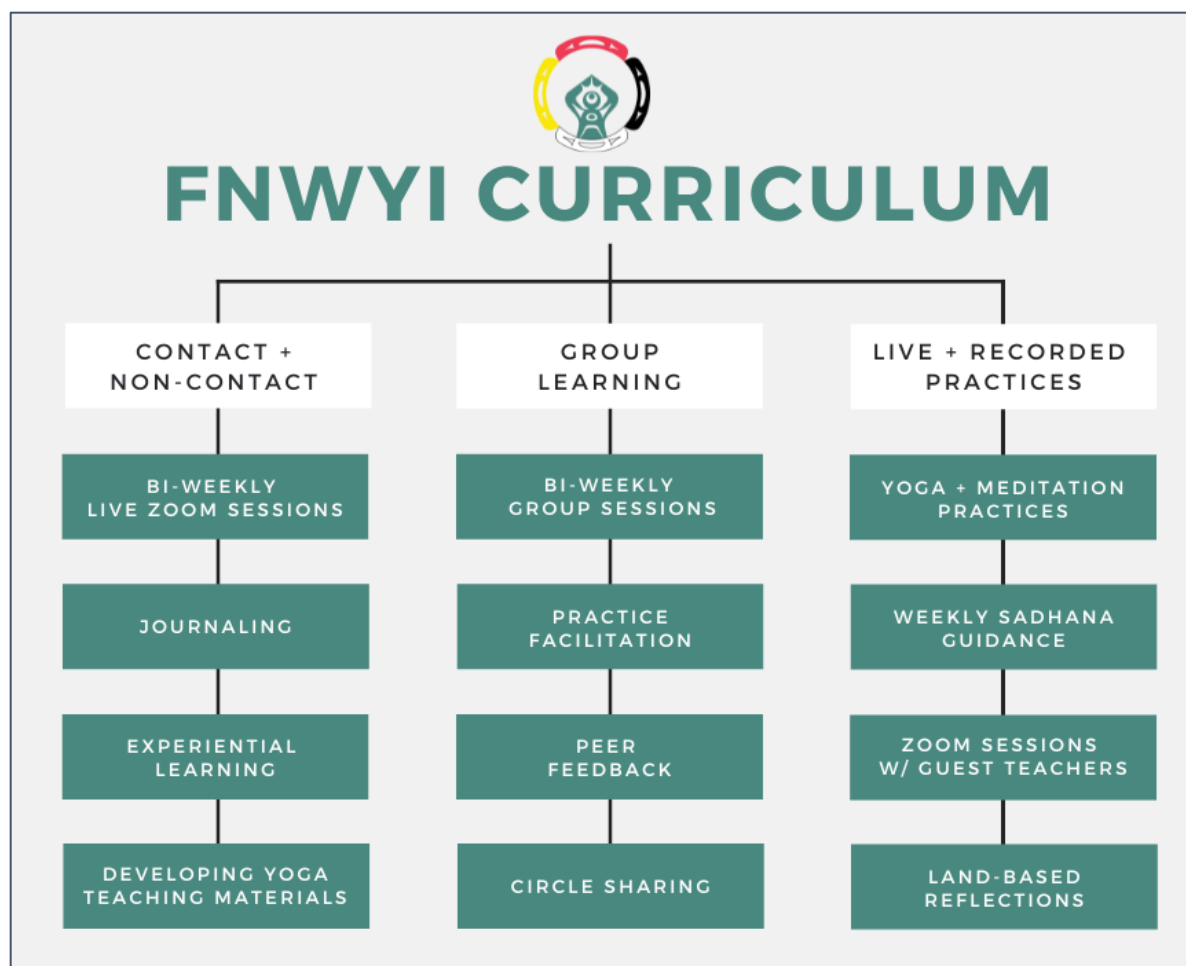 FNWYI CURRICULUM
CONTACT +
NON-CONTACT
BI-WEEKLY
LIVE ZOOM SESSIONS
JOURNALING
EXPERIENTIAL
LEARNING
DEVELOPING YOGA
TEACHING MATERIALS
GROUP
LEARNING
BI-WEEKLY
GROUP SESSIONS
PRACTICE
FACILITATION
PEER
FEEDBACK
CIRCLE SHARING
LIVE + RECORDED
PRACTICES
YOGA + MEDITATION
PRACTICES
WEEKLY SADHANA
GUIDANCE
ZOOM SESSIONS
W/ GUEST TEACHERS
LAND-BASED
REFLECTIONS